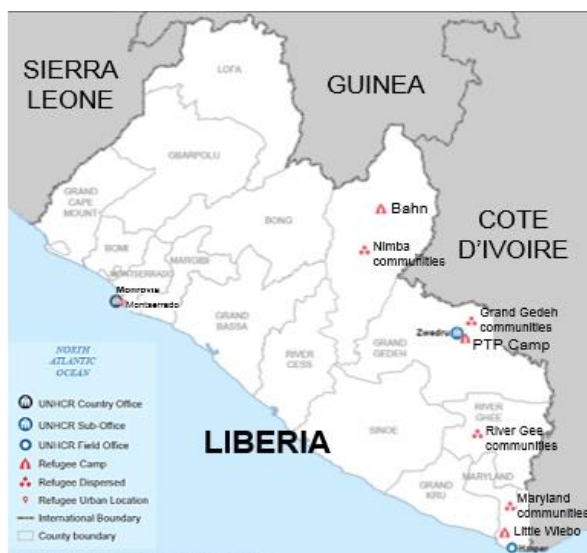 SIERRA
LEONE
GUINEA
LOFA
GBARPOLU
GRAND
CAPE
MOUNT
BONG
Bahn
COTE
D'IVOIRE
BOMI
MARGIBI
Nimba
communities
MONTSERRADO
Monrovia
Montserrado
GRAND
BASSA
Grand Gedeh
communities
Zwedru
PTP Camp
GRAND
GEDEH
RIVER
CESS
NORTH
ATLANTIC
OCEAN
UNHCR Country Office
UNHCR Sub-Office
UNHCR Field Office
Refugee Camp
Refugee Dispersed
Refugee Urban Location
International Boundary
County boundary
LIBERIA
SINOE
RIVER
GHEE
River Gee
communities
MARYLAND
GRAND
KRU
Maryland
communities
Little Wlebo
Harper